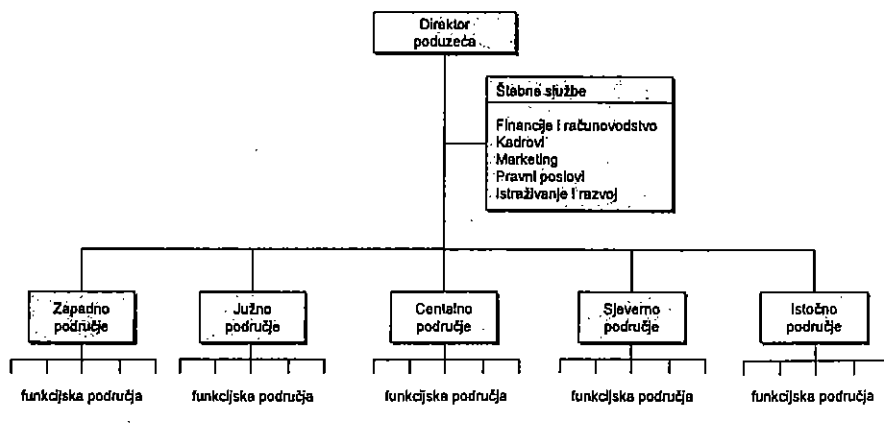 Direktor
poduzeća
Štabne službe
Financije i računovodstvo
Kadrovi
Marketing
Pravni poslovi
Istraživanje i razvoj
Zapadno
područje
Južno
područje
Centalno
područje
Sjeverno
područje
Istočno
područje
funkcijska područja
funkcijska područja
funkcijska područja
funkcijska područja
funkcijska područja